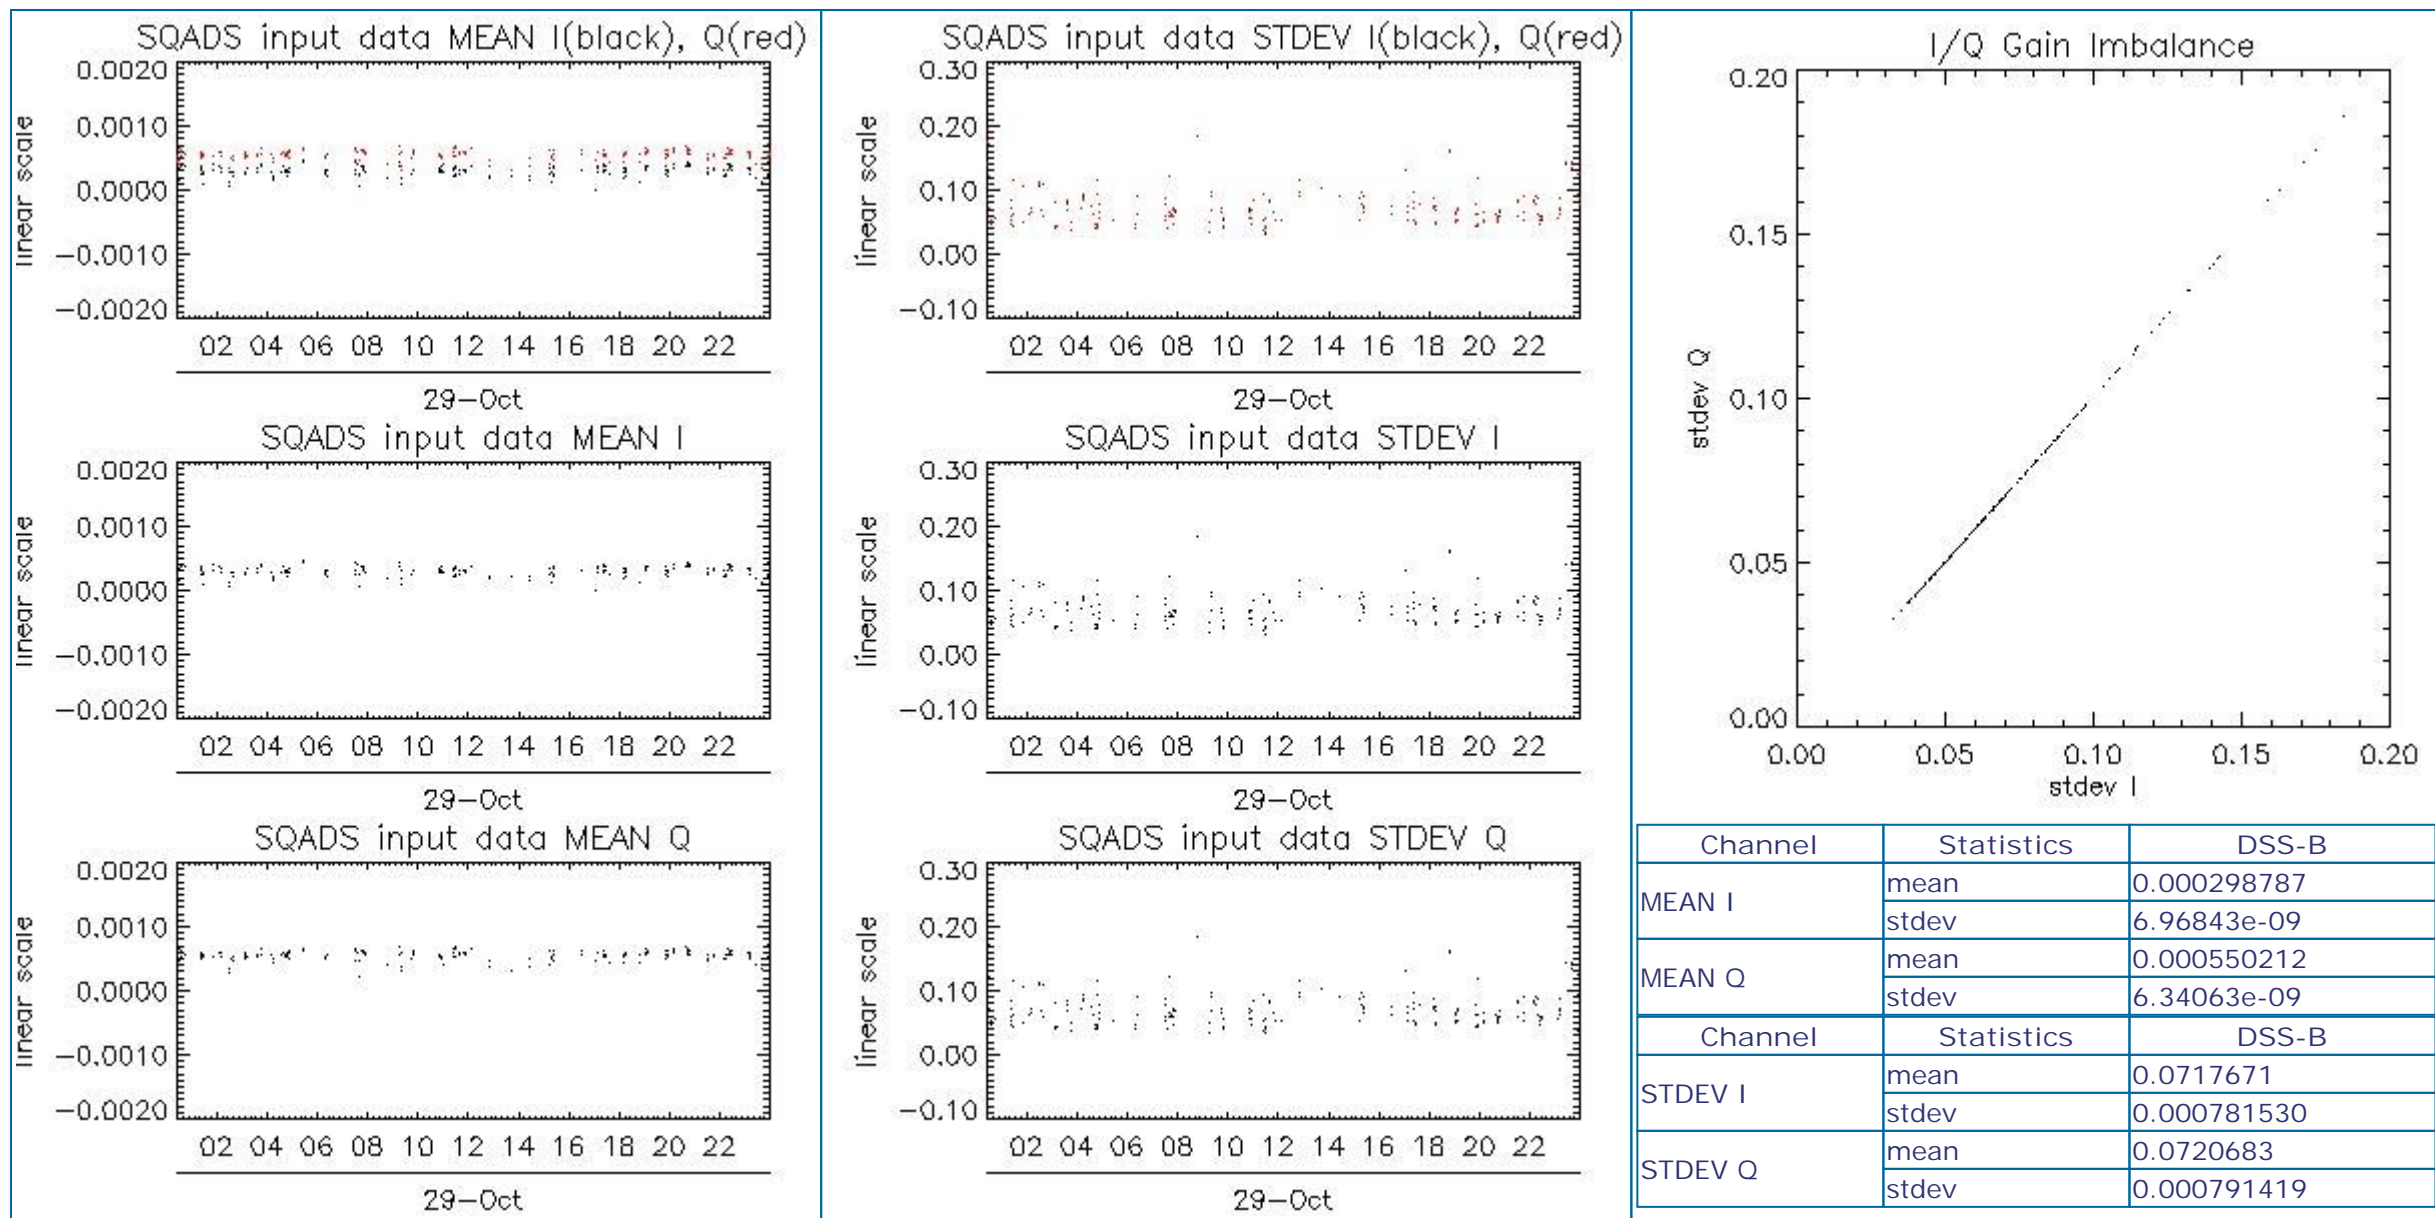 SQADS input data MEAN I(black), Q(red)
0.0020
0.0010
0.0000
−0.0010
−0.0020
linear scale
02 04 06 08 10 12 14 16 18 20 22
29−Oct
SQADS input data MEAN I
0.0020
0.0010
0.0000
−0.0010
−0.0020
linear scale
02 04 06 08 10 12 14 16 18 20 22
29−Oct
SQADS input data MEAN Q
0.0020
0.0010
0.0000
−0.0010
−0.0020
linear scale
02 04 06 08 10 12 14 16 18 20 22
29−Oct
SQADS input data STDEV I(black), Q(red)
0.30
0.20
0.10
0.00
−0.10
linear scale
02 04 06 08 10 12 14 16 18 20 22
29−Oct
SQADS input data STDEV I
0.30
0.20
0.10
0.00
−0.10
linear scale
02 04 06 08 10 12 14 16 18 20 22
29−Oct
SQADS input data STDEV Q
0.30
0.20
0.10
0.00
−0.10
linear scale
02 04 06 08 10 12 14 16 18 20 22
29−Oct
I/Q Gain Imbalance
0.20
0.15
0.10
0.05
0.00
stdev Q
0.00 0.05 0.10 0.15 0.20
stdev I
Channel Statistics DSS-B
MEAN I mean 0.000298787
stdev 6.96843e-09
MEAN Q mean 0.000550212
stdev 6.34063e-09
Channel Statistics DSS-B
STDEV I mean 0.0717671
stdev 0.000781530
STDEV Q mean 0.0720683
stdev 0.000791419